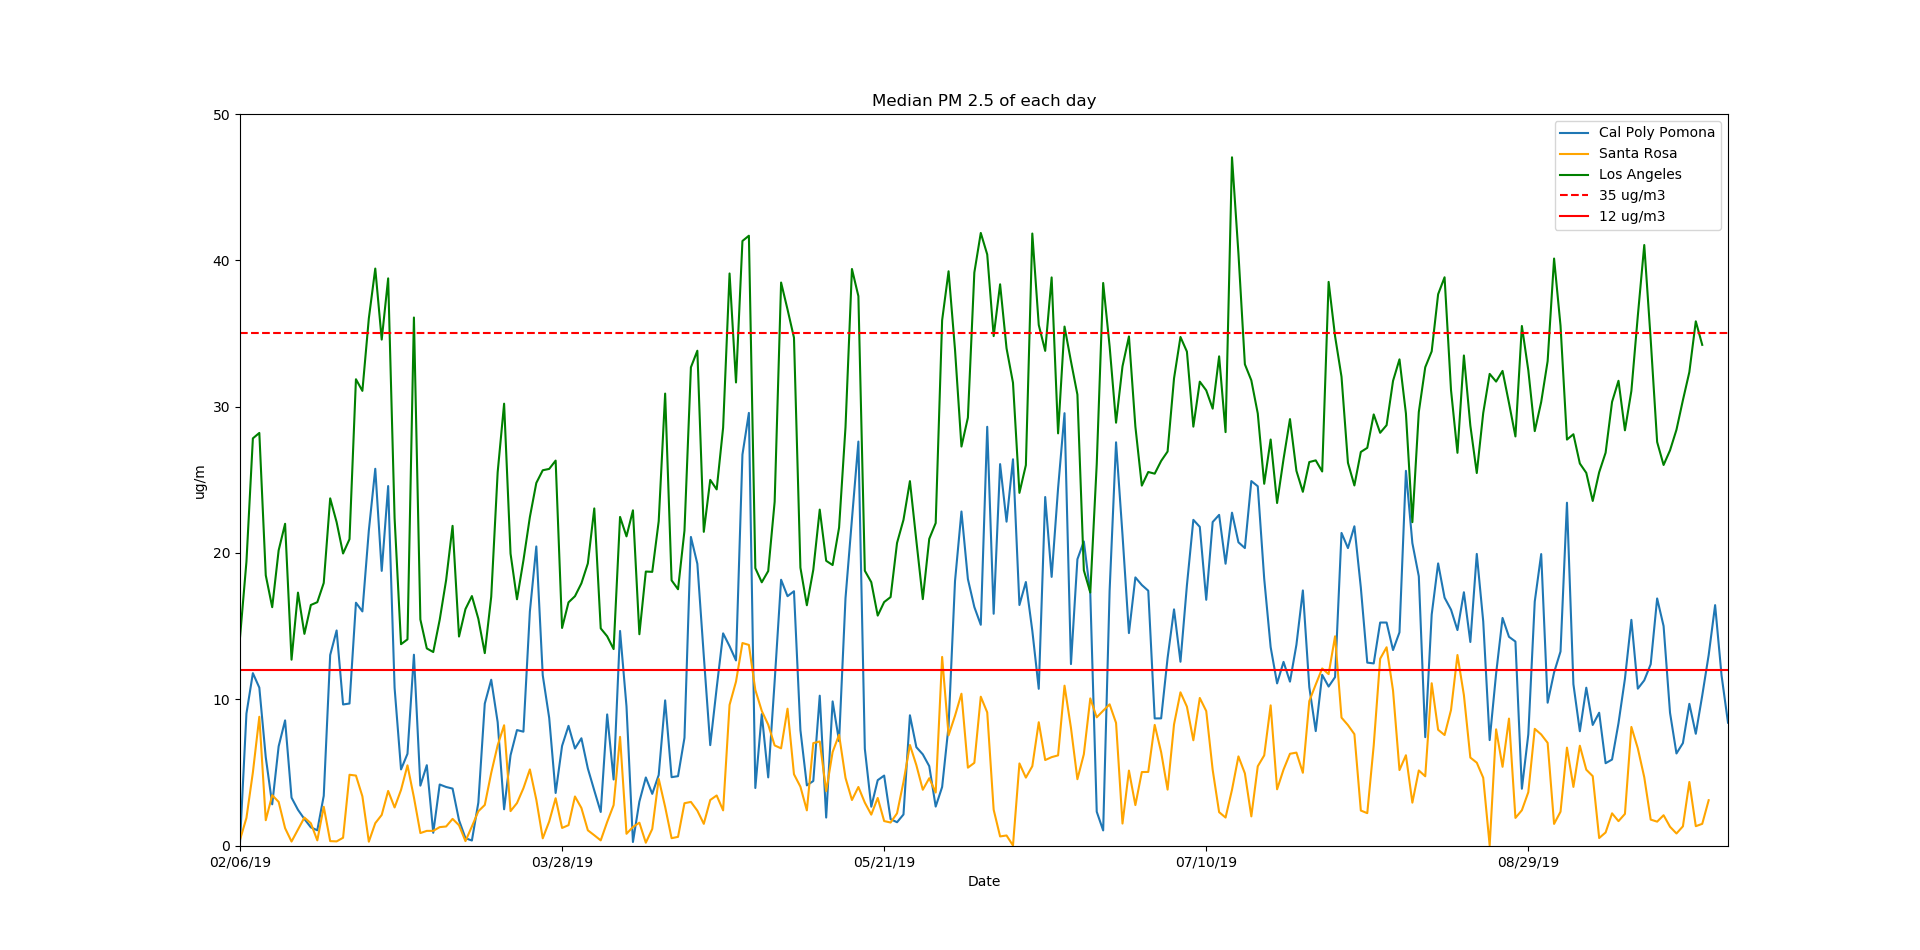 Median PM 2.5 of each day
50
40
30
20
10
0
ug/m
Cal Poly Pomona
Santa Rosa
Los Angeles
35 ug/m3
12 ug/m3
02/06/19 03/28/19 05/21/19 07/10/19 08/29/19
Date